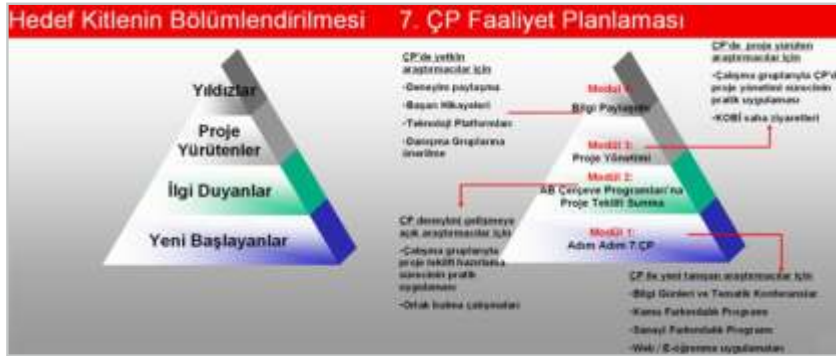 Hedef Kitlenin Bölümlendirilmesi
7. ÇP Faaliyet Planlaması
Yıldızlar
Proje
Yürütenler
İlgi Duyanlar
Yeni Başlayanlar
ÇP'de yetkin
araştırmacılar için
-Deneyim paylaşma
-Başarı Hikayeleri
-Teknoloji Platformları
-Danışma Gruplarına
önerilme
Modül 4:
Bilgi Paylaşımı
Modül 3:
Proje Yönetimi
Modül 2:
AB Çerçeve Programları'na
Proje Teklifi Sunma
Modül 1:
Adım Adım 7.ÇP
ÇP'de proje yürüten
araştırmacılar için
-Çalışma gruplarıyla ÇP'de
proje yönetimi sürecinin
pratik uygulaması
-KOBİ saha ziyaretleri
ÇP deneyimi gelişmeye
açık araştırmacılar için
-Çalışma gruplarıyla
proje teklifi hazırlama
sürecinin pratik
uygulaması
-Ortak bulma çalışmaları
ÇP ile yeni tanışan araştırmacılar için
-Bilgi Günleri ve Tematik Konferanslar
-Kamu Farkındalık Programı
-Sanayi Farkındalık Programı
-Web / E-öğrenme uygulamaları